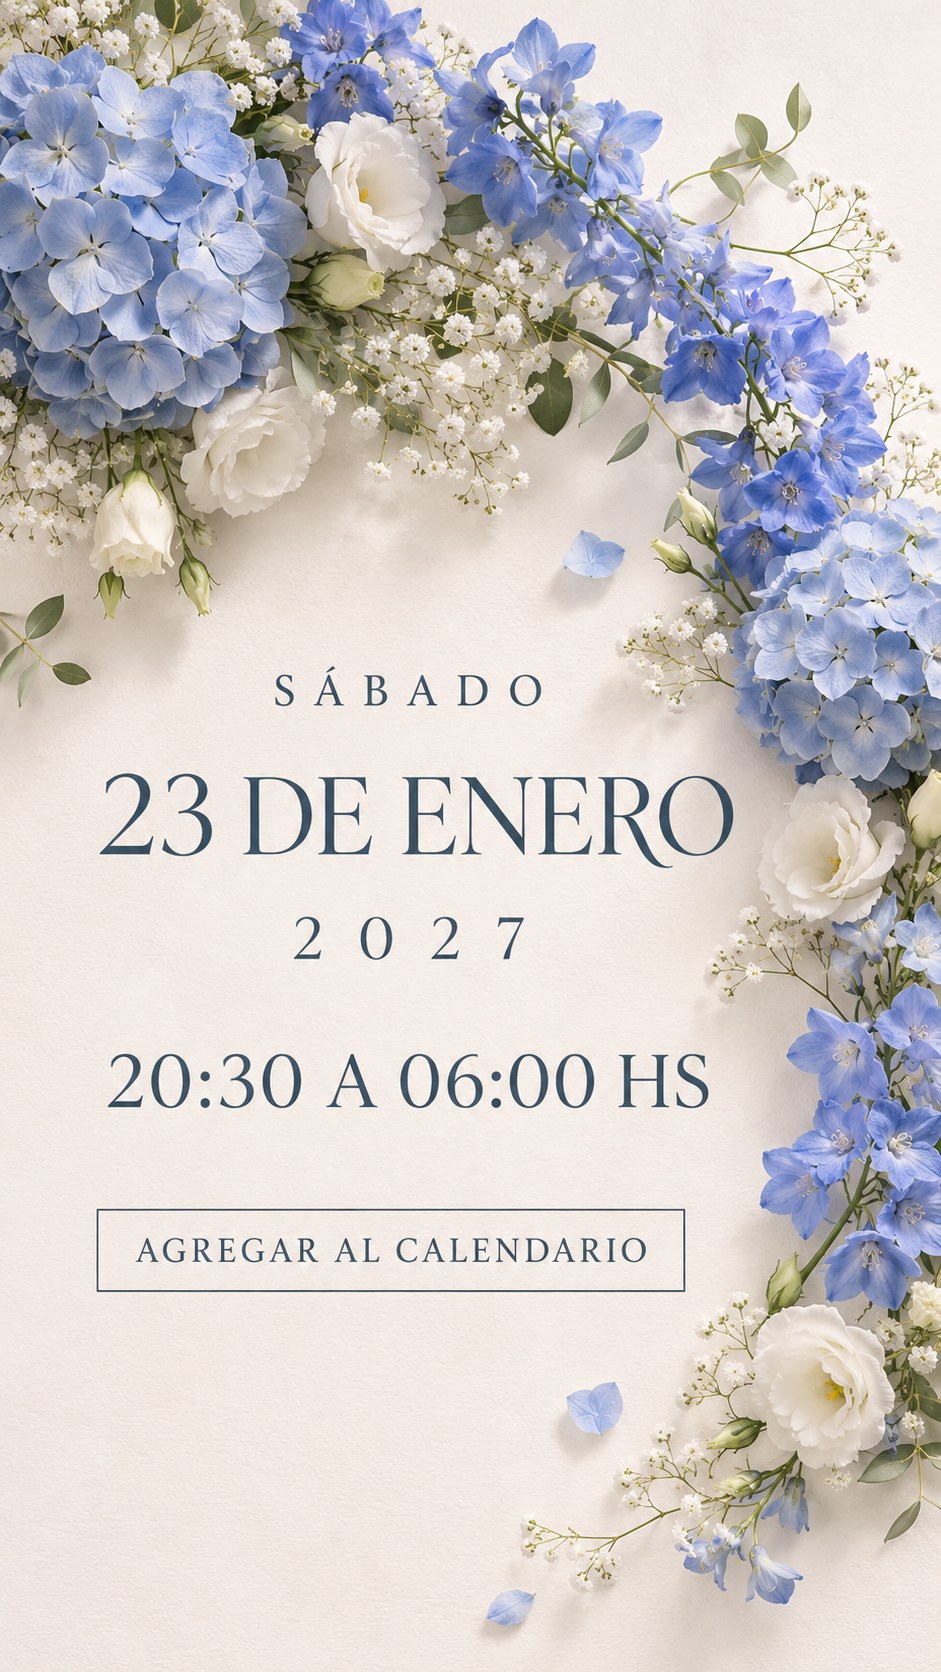 SÁBADO
23 DE ENERO
2027
20:30 A 06:00 HS
AGREGAR AL CALENDARIO